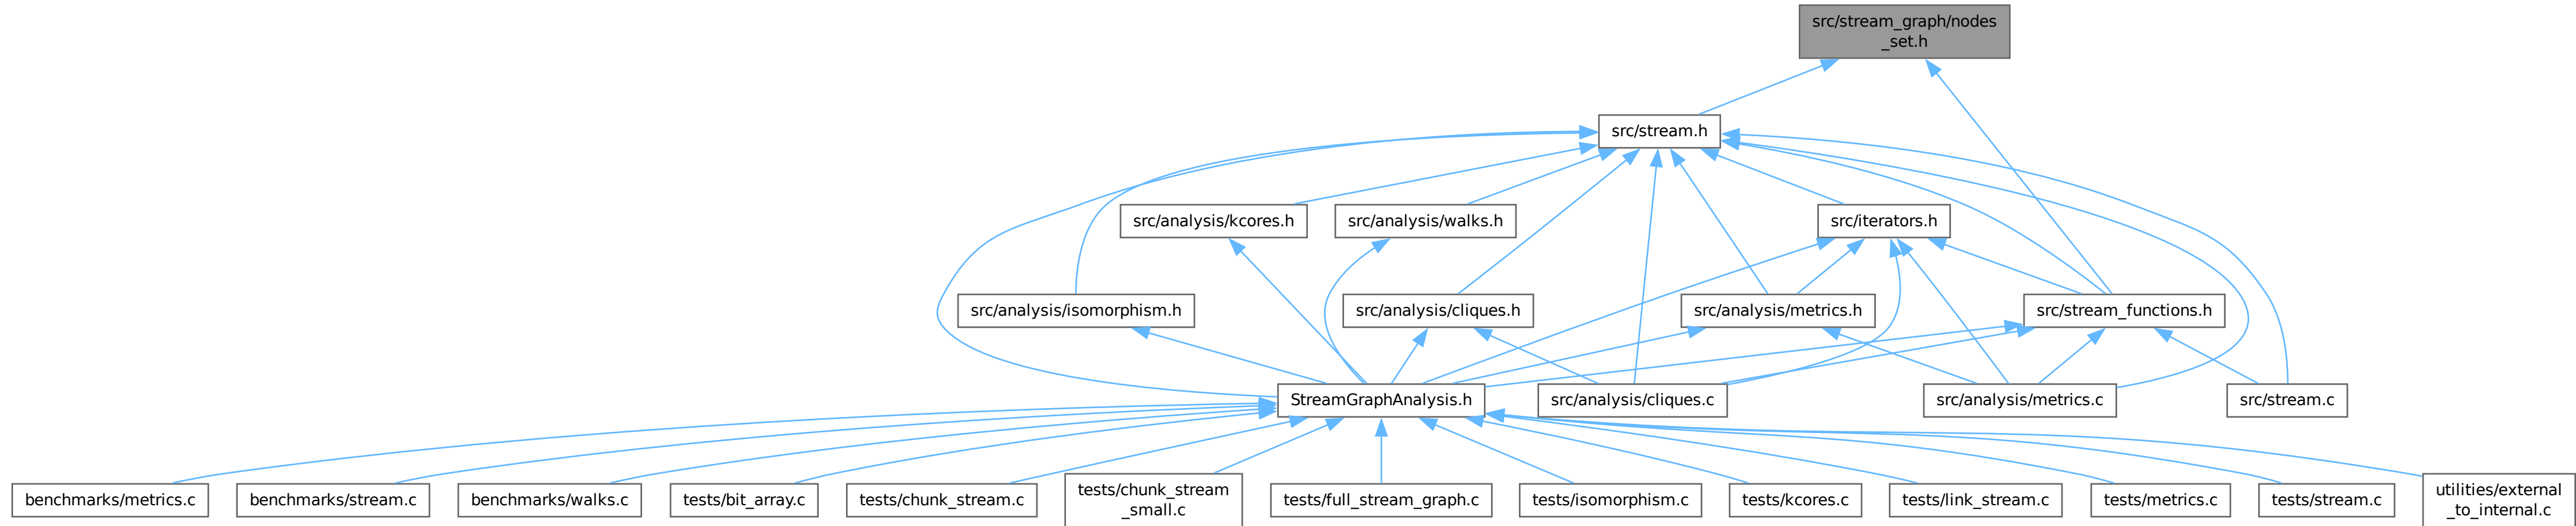 src/stream_graph/nodes
_set.h
src/stream.h
src/analysis/kcores.h
src/analysis/walks.h
src/iterators.h
src/analysis/isomorphism.h
src/analysis/cliques.h
src/analysis/metrics.h
src/stream_functions.h
StreamGraphAnalysis.h
src/analysis/cliques.c
src/analysis/metrics.c
src/stream.c
benchmarks/metrics.c
benchmarks/stream.c
benchmarks/walks.c
tests/bit_array.c
tests/chunk_stream.c
tests/chunk_stream
_small.c
tests/full_stream_graph.c
tests/isomorphism.c
tests/kcores.c
tests/link_stream.c
tests/metrics.c
tests/stream.c
utilities/external
_to_internal.c